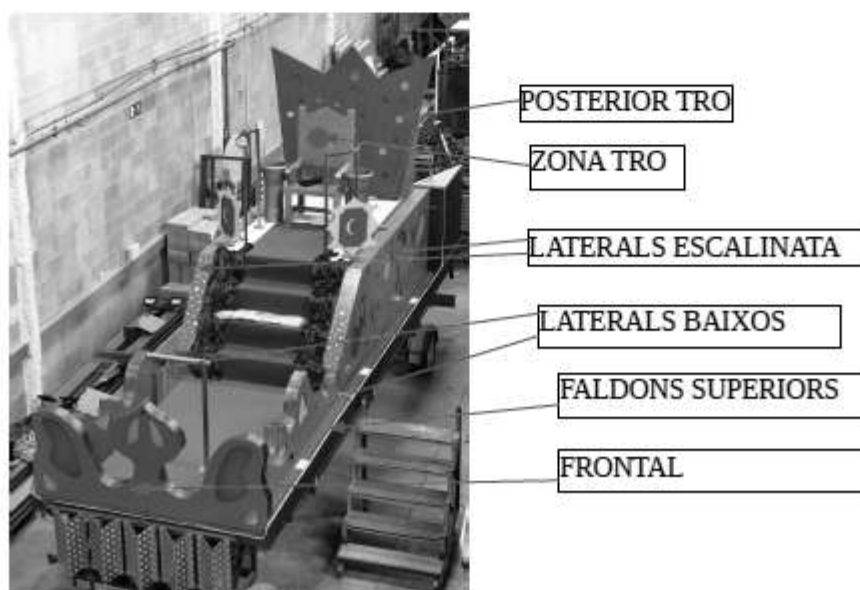 POSTERIOR TRO
ZONA TRO
LATERALS ESCALINATA
LATERALS BAIXOS
FALDONS SUPERIORS
FRONTAL